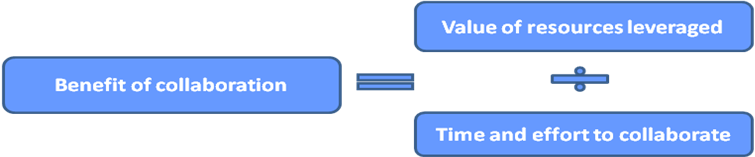 Value of resources leveraged
Benefit of collaboration
=
÷
Time and effort to collaborate